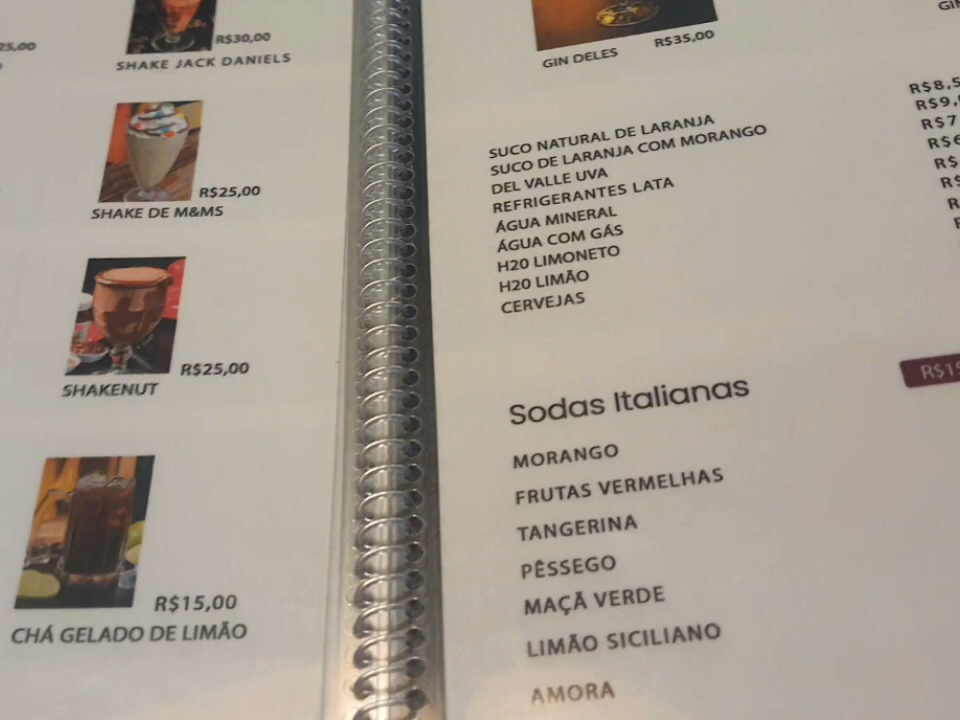 R$30,00
SHAKE JACK DANIELS
R$25,00
SHAKE DE M&MS
R$25,00
SHAKENUT
R$15,00
CHÁ GELADO DE LIMÃO
R$35,00
GIN DELES
SUCO NATURAL DE LARANJA
SUCO DE LARANJA COM MORANGO
DEL VALLE UVA
REFRIGERANTES LATA
ÁGUA MINERAL
ÁGUA COM GÁS
H20 LIMONETO
H20 LIMÃO
CERVEJAS
Sodas Italianas
MORANGO
FRUTAS VERMELHAS
TANGERINA
PÊSSEGO
MAÇÃ VERDE
LIMÃO SICILIANO
AMORA